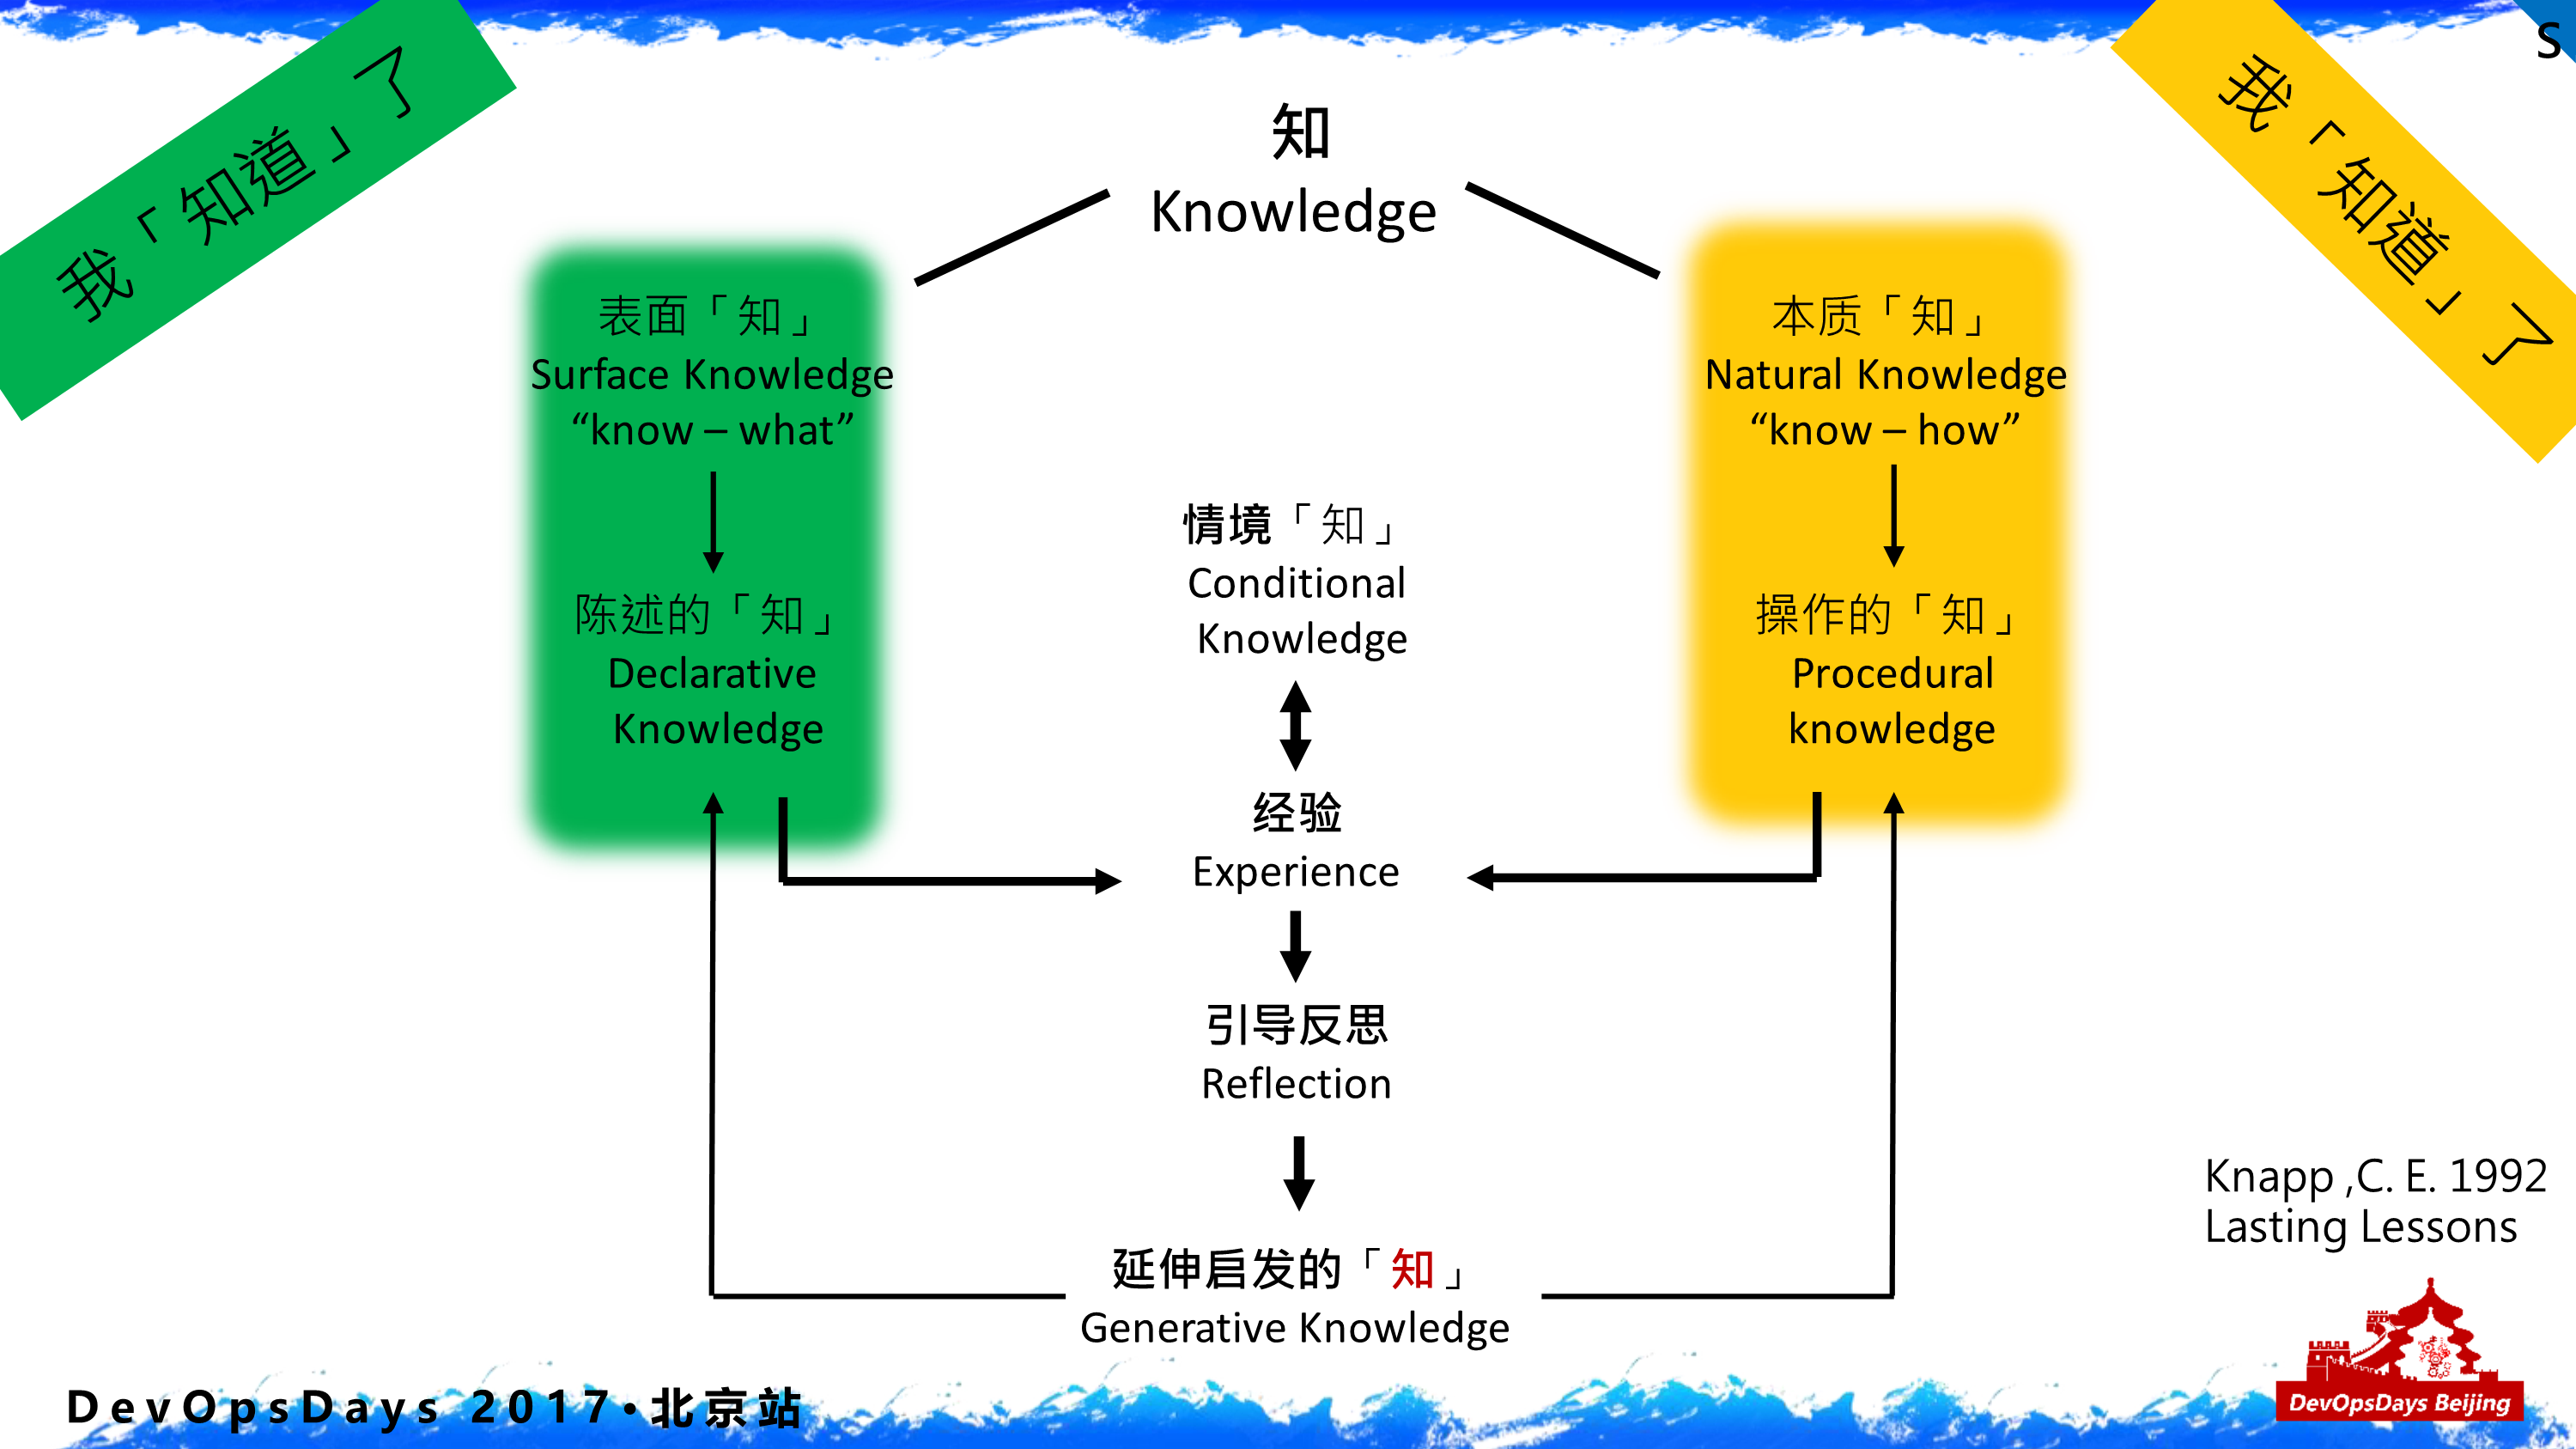 我「知道」了
我「知道」了
S
知
Knowledge
表面「知」
Surface Knowledge
“know – what”
本质「知」
Natural Knowledge
“know – how”
情境「知」
Conditional
Knowledge
陈述的「知」
Declarative
Knowledge
操作的「知」
Procedural
knowledge
经验
Experience
引导反思
Reflection
延伸启发的「知」
Generative Knowledge
Knapp ,C. E. 1992
Lasting Lessons
DevOpsDays 2017•北京站
DevOpsDays Beijing